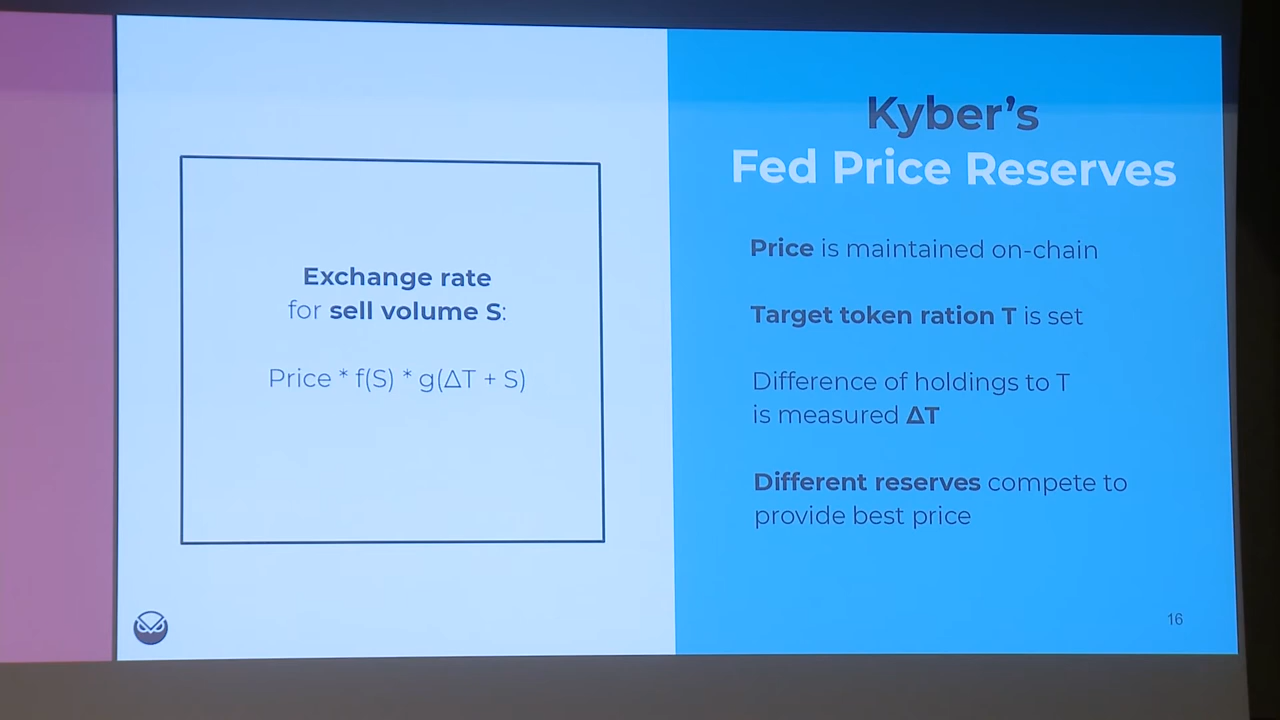 Exchange rate
for sell volume S:
Price * f(S) * g(ΔT + S)
Kyber's
Fed Price Reserves
Price is maintained on-chain
Target token ration T is set
Difference of holdings to T
is measured ΔT
Different reserves compete to
provide best price
16